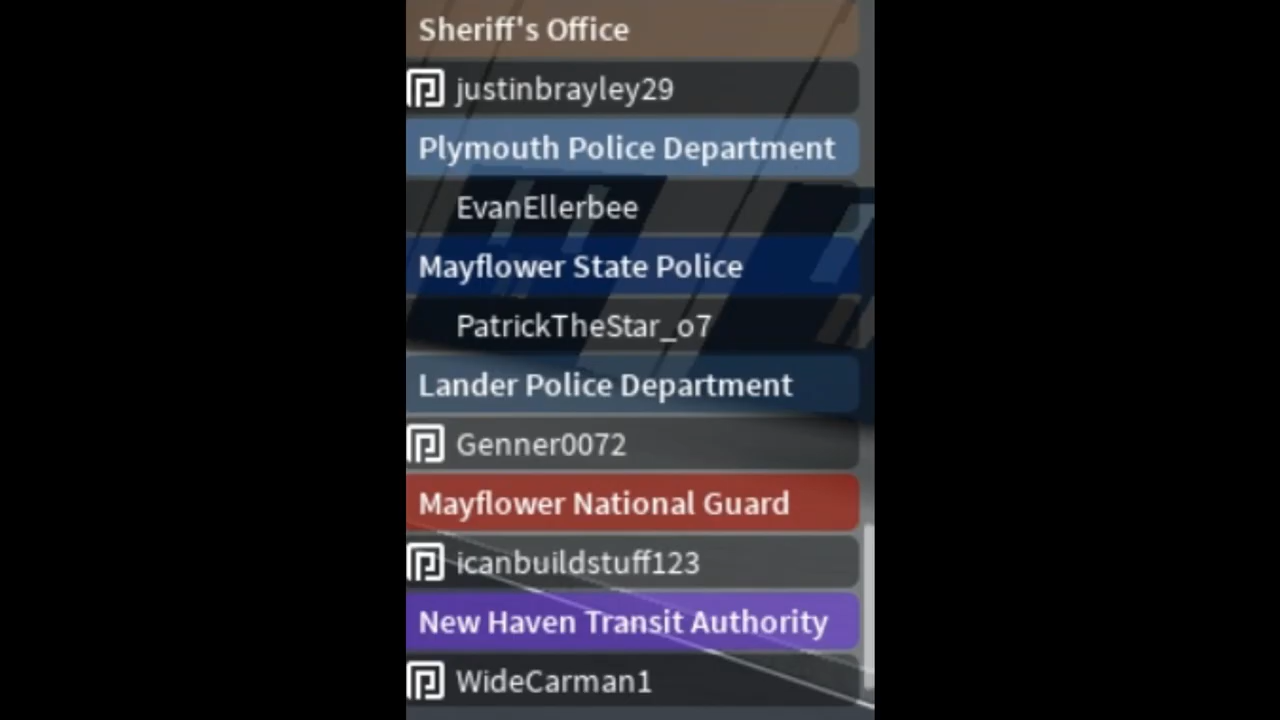 Sheriff's Office
justinbrayley29
Plymouth Police Department
EvanEllerbee
Mayflower State Police
PatrickTheStar_o7
Lander Police Department
Genner0072
Mayflower National Guard
icanbuildstuff123
New Haven Transit Authority
WideCarman1